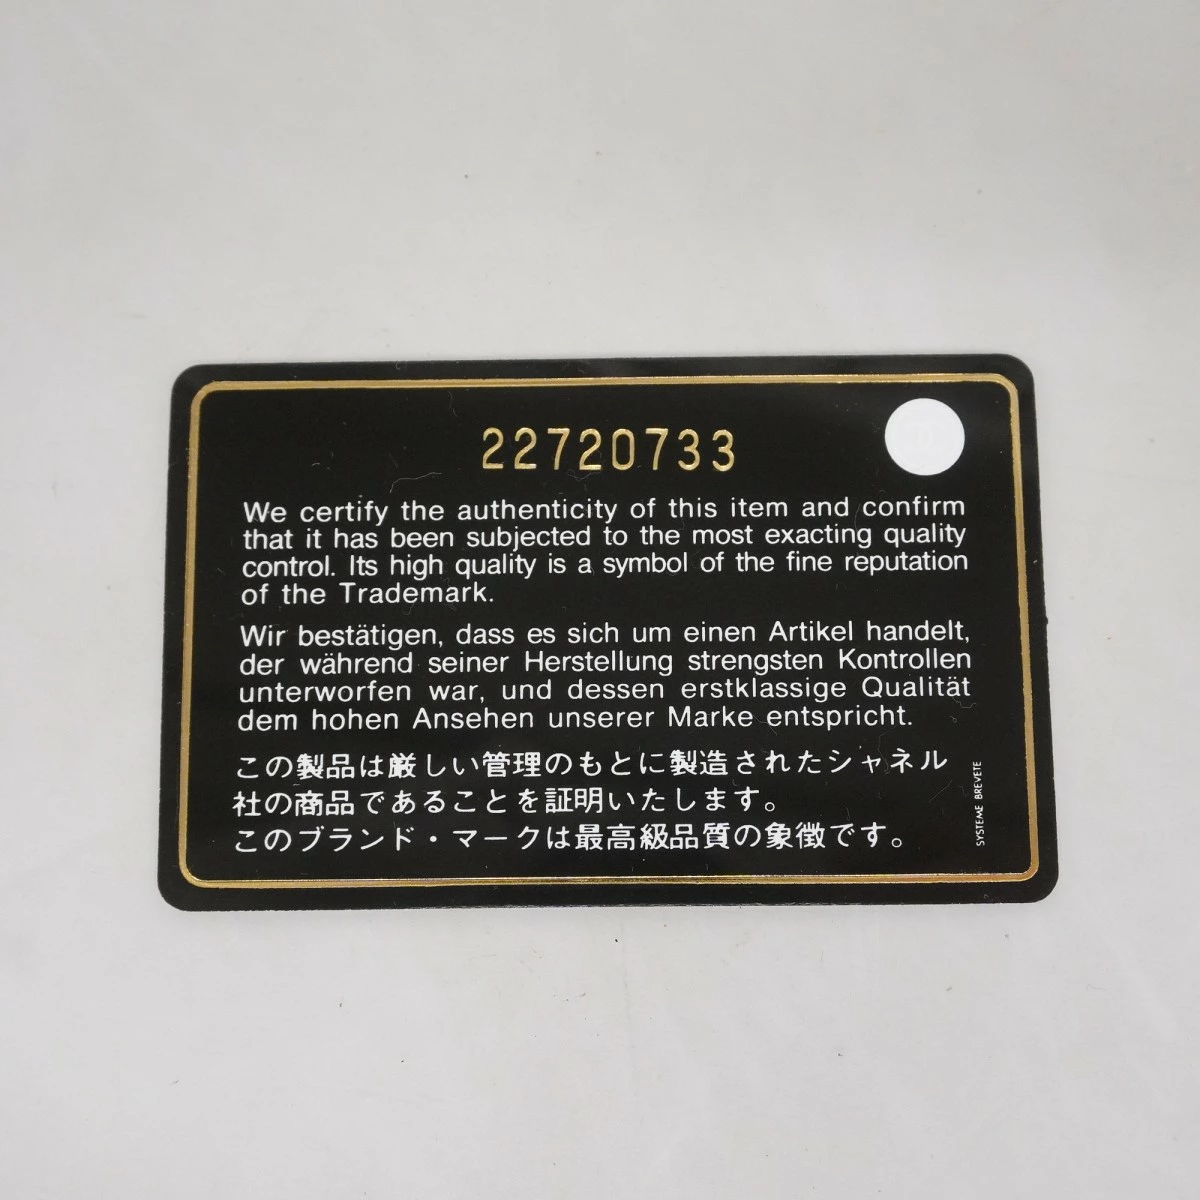 22720733
We certify the authenticity of this item and confirm
that it has been subjected to the most exacting quality
control. Its high quality is a symbol of the fine reputation
of the Trademark.
Wir bestätigen, dass es sich um einen Artikel handelt,
der während seiner Herstellung strengsten Kontrollen
unterworfen war, und dessen erstklassige Qualität
dem hohen Ansehen unserer Marke entspricht.
この製品は厳しい管理のもとに製造されたシャネル
社の商品であることを証明いたします。
このブランド・マークは最高級品質の象徴です。
SYSTEME BREVETE